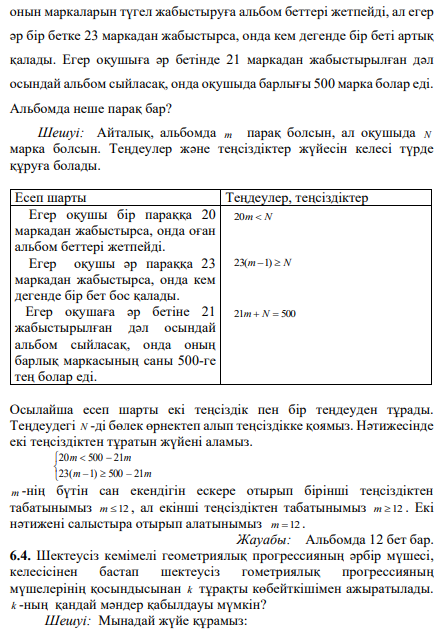 онын маркаларын түгел жабыстыруға альбом беттері жетпейді, ал егер
әр бір бетке 23 маркадан жабыстырса, онда кем дегенде бір беті артық
қалады. Егер оқушыға әр бетінде 21 маркадан жабыстырылған дәл
осындай альбом сыйласақ, онда оқушыда барлығы 500 марка болар еді.
Альбомда неше парақ бар?
Шешуі: Айталық, альбомда m парақ болсын, ал оқушыда N
марка болсын. Теңдеулер және теңсіздіктер жүйесін келесі түрде
құруға болады.
Есеп шарты Теңдеулер, теңсіздіктер
Егер оқушы бір параққа 20
маркадан жабыстырса, онда оған
альбом беттері жетпейді.
20m < N
Егер оқушы әр параққа 23
маркадан жабыстырса, онда кем
дегенде бір бет бос қалады.
23(m −1) ≥ N
Егер оқушаға әр бетіне 21
жабыстырылған дәл осындай
альбом сыйласақ, онда оның
барлық маркасының саны 500-ге
тең болар еді.
21m + N = 500
Осылайша есеп шарты екі теңсіздік пен бір теңдеуден тұрады.
Теңдеудегі N -ді бөлек өрнектеп алып теңсіздікке қоямыз. Нәтижесінде
екі теңсіздіктен тұратын жүйені аламыз.
20m < 500 − 21m
23(m −1) ≥ 500 − 21m
m -нің бүтін сан екендігін ескере отырып бірінші теңсіздіктен
табатынымыз m ≤ 12 , ал екінші теңсіздіктен табатынымыз m ≥ 12 . Екі
нәтижені салыстыра отырып алатынымыз m = 12 .
Жауабы: Альбомда 12 бет бар.
6.4. Шектеусіз кемімелі геометриялық прогрессияның әрбір мүшесі,
келесісінен бастап шектеусіз гометриялық прогрессияның
мүшелерінің қосындысынан k тұрақты көбейткішімен ажыратылады.
k -ның қандай мәндер қабылдауы мүмкін?
Шешуі: Мынадай жүйе құрамыз: